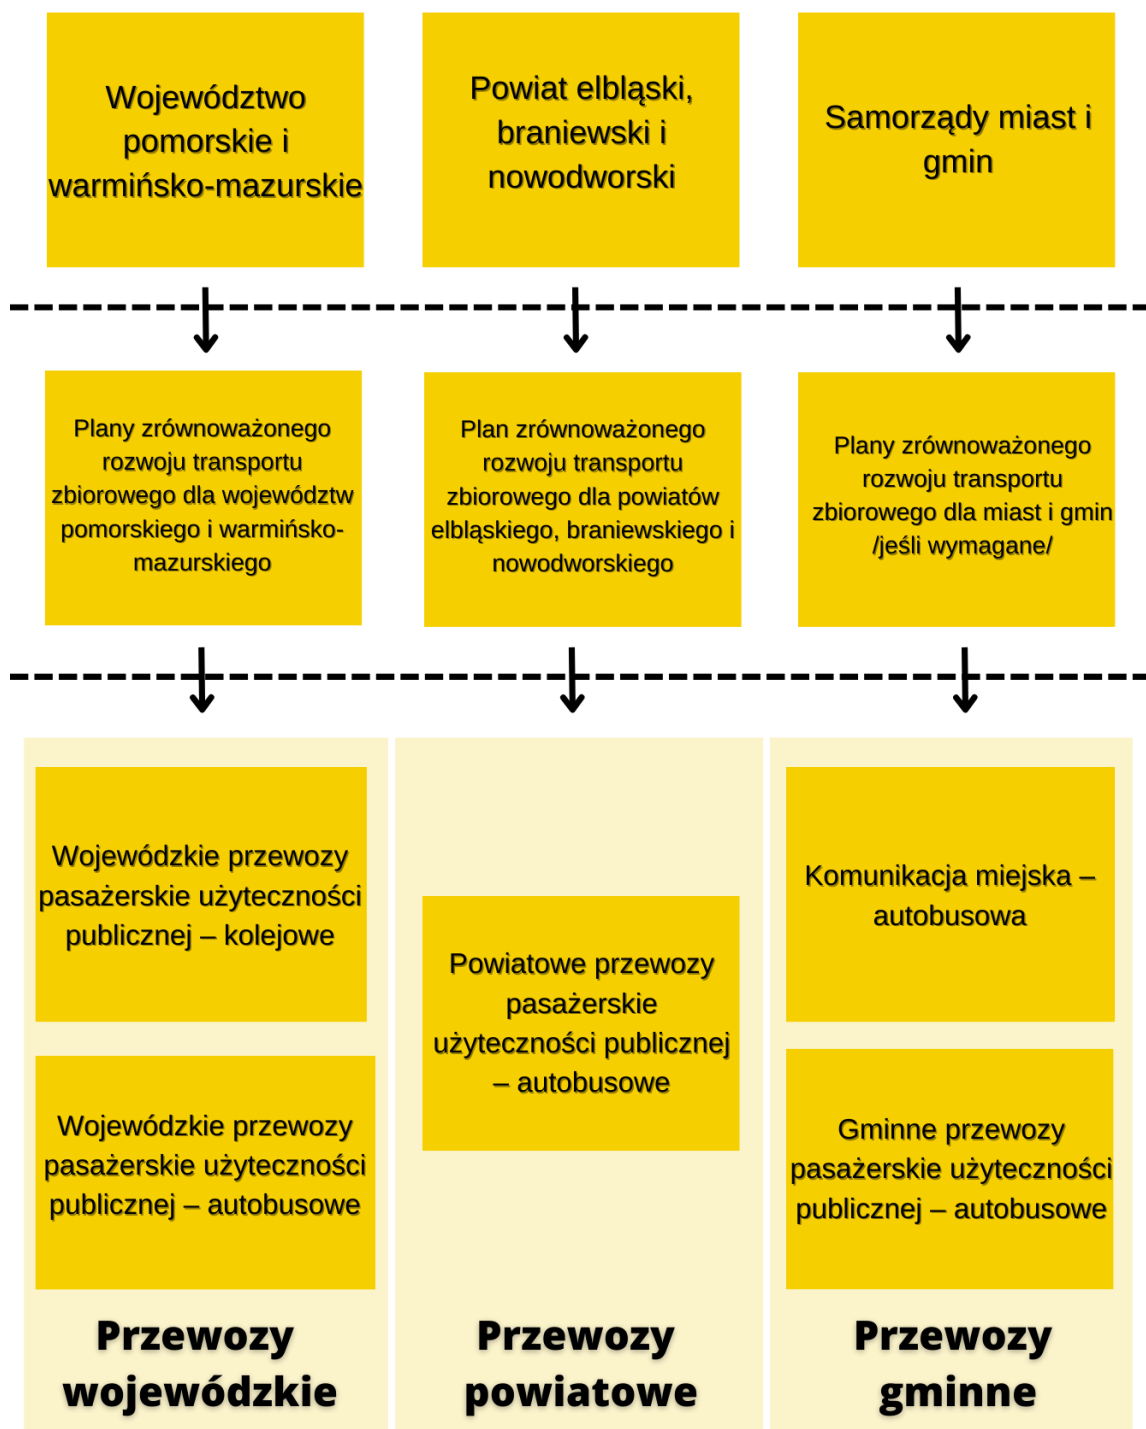 Województwo
pomorskie i
warmińsko-mazurskie
Powiat elbląski,
braniewski i
nowodworski
Samorządy miast i
gmin
Plany zrównoważonego
rozwoju transportu
zbiorowego dla województw
pomorskiego i warmińsko-
mazurskiego
Plan zrównoważonego
rozwoju transportu
zbiorowego dla powiatów
elbląskiego, braniewskiego i
nowodworskiego
Plany zrównoważonego
rozwoju transportu
zbiorowego dla miast i gmin
/jeśli wymagane/
Wojewódzkie przewozy
pasażerskie użyteczności
publicznej – kolejowe
Wojewódzkie przewozy
pasażerskie użyteczności
publicznej – autobusowe
Przewozy
wojewódzkie
Powiatowe przewozy
pasażerskie
użyteczności publicznej
– autobusowe
Przewozy
powiatowe
Komunikacja miejska –
autobusowa
Gminne przewozy
pasażerskie użyteczności
publicznej – autobusowe
Przewozy
gminne